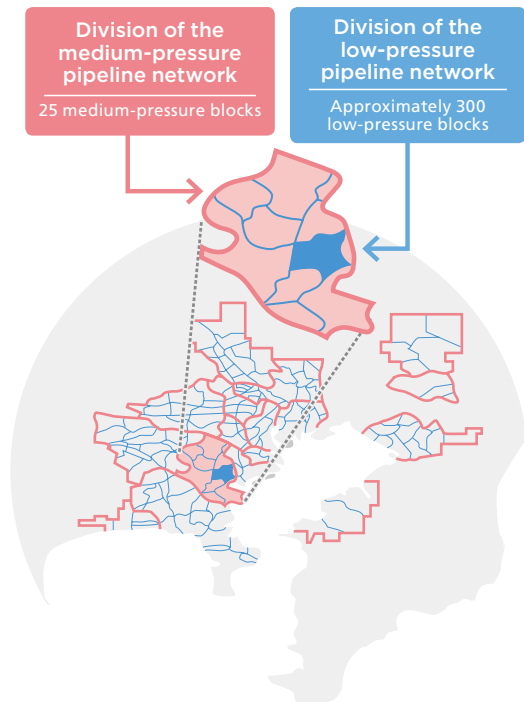 Division of the
medium-pressure
pipeline network
25 medium-pressure blocks
Division of the
low-pressure
pipeline network
Approximately 300
low-pressure blocks